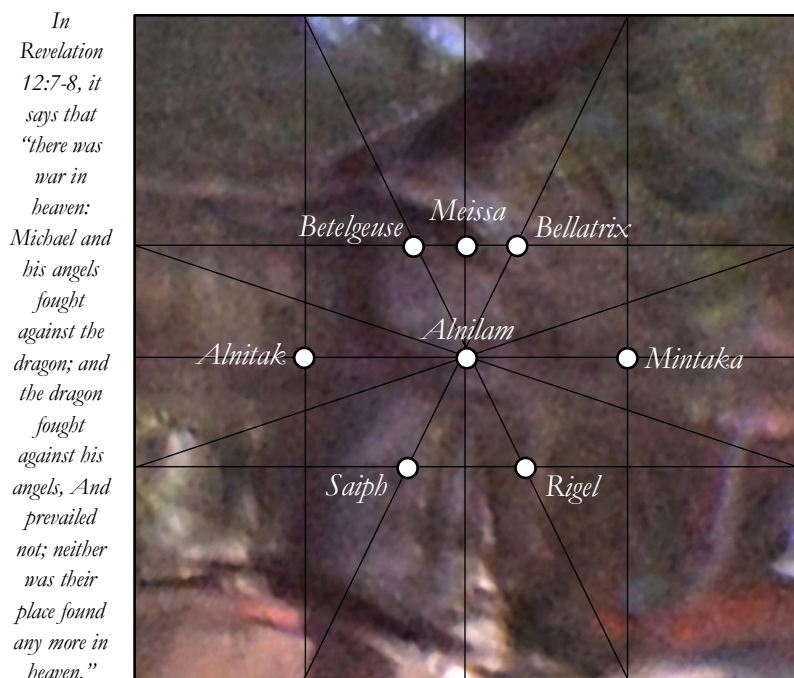 In
Revelation
12:7-8, it
says that
“there was
war in
heaven:
Michael and
his angels
fought
against the
dragon; and
the dragon
fought
against his
angels, And
prevailed
not; neither
was their
place found
any more in
heaven.”
Meissa
Betelgeuse
Bellatrix
Alnilam
Alnitak
Mintaka
Saiph
Rigel